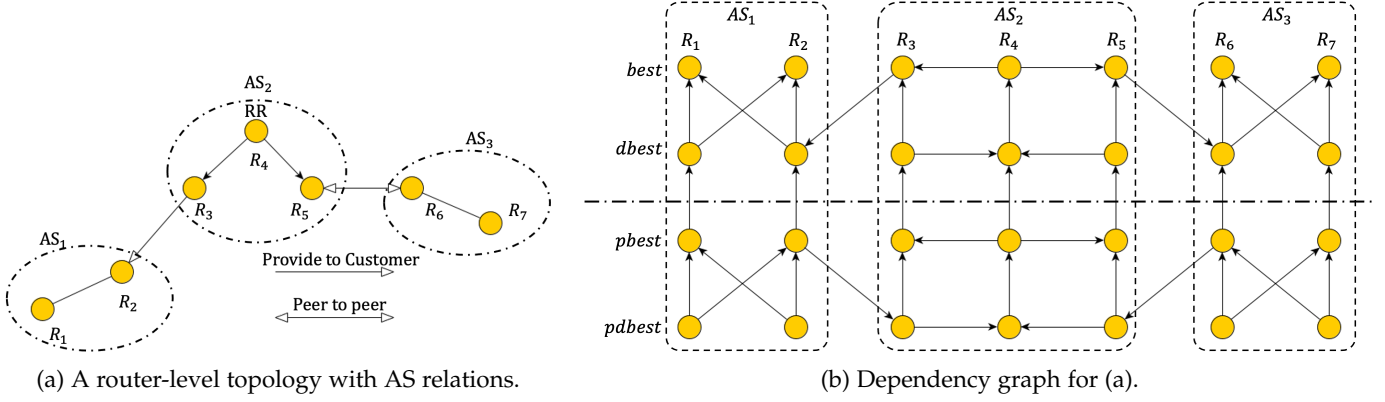 AS₂
RR
R₄
R₃
R₅
AS₃
R₆
R₇
AS₁
R₂
R₁
Provide to Customer
Peer to peer
(a) A router-level topology with AS relations.
AS₁ AS₂ AS₃
R₁ R₂ R₃ R₄ R₅ R₆ R₇
best
dbest
pbest
pdbest
(b) Dependency graph for (a).